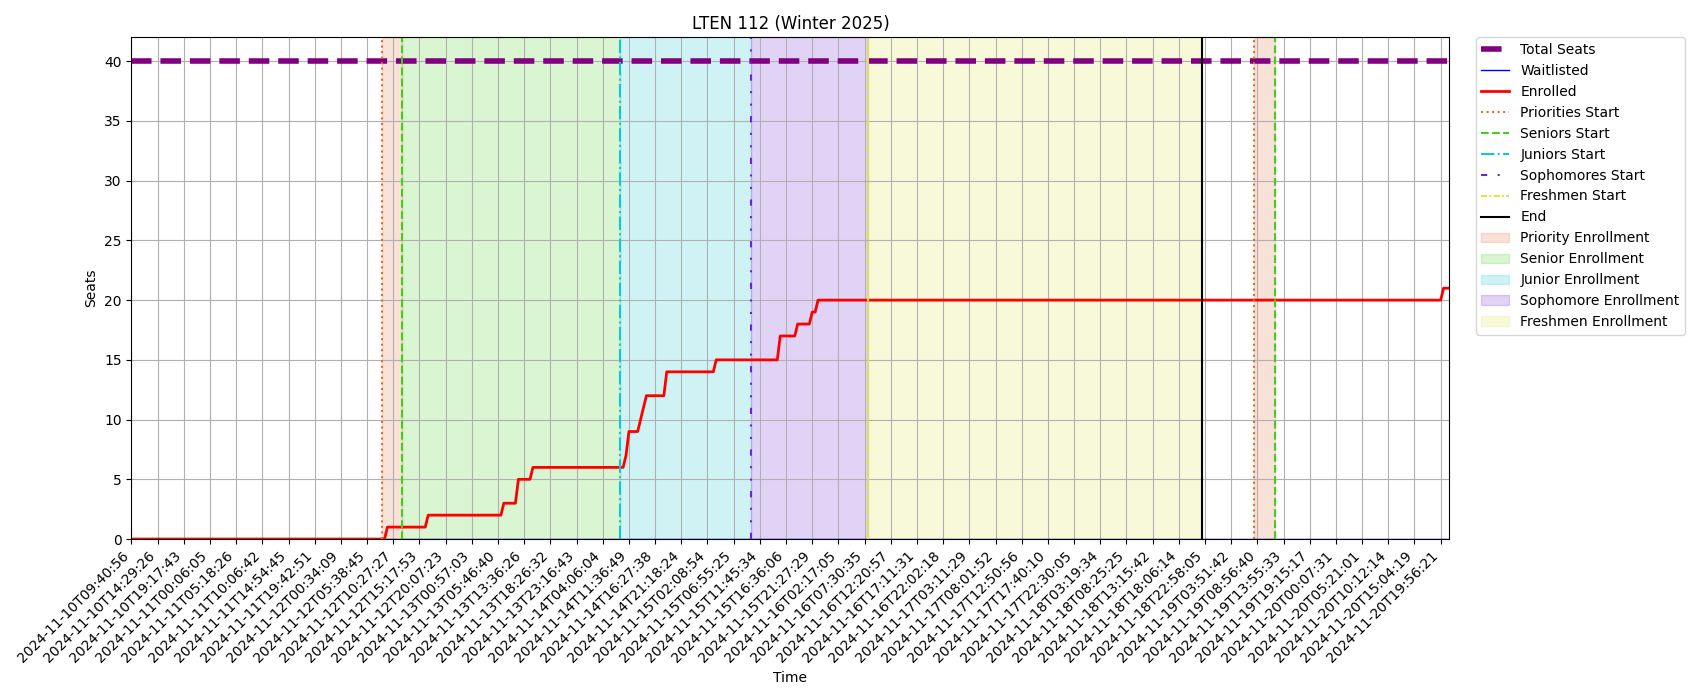 LTEN 112 (Winter 2025)
Seats
40
35
30
25
20
15
10
5
0
2024-11-10T09:40:56
2024-11-10T14:29:26
2024-11-10T19:17:43
2024-11-11T00:06:05
2024-11-11T05:18:26
2024-11-11T10:06:42
2024-11-11T14:54:45
2024-11-11T19:42:51
2024-11-12T00:34:09
2024-11-12T05:38:45
2024-11-12T10:27:27
2024-11-12T15:17:53
2024-11-12T20:07:23
2024-11-13T00:57:03
2024-11-13T05:46:40
2024-11-13T13:36:26
2024-11-13T18:26:32
2024-11-13T23:16:43
2024-11-14T04:06:04
2024-11-14T11:36:49
2024-11-14T16:27:38
2024-11-14T21:18:24
2024-11-15T02:08:54
2024-11-15T06:55:25
2024-11-15T11:45:34
2024-11-15T16:36:06
2024-11-15T21:27:29
2024-11-16T02:17:05
2024-11-16T07:30:35
2024-11-16T12:20:57
2024-11-16T17:11:31
2024-11-16T22:02:18
2024-11-17T03:11:29
2024-11-17T08:01:52
2024-11-17T12:50:56
2024-11-17T17:40:10
2024-11-17T22:30:05
2024-11-18T03:19:34
2024-11-18T08:25:25
2024-11-18T13:15:42
2024-11-18T18:06:14
2024-11-18T22:58:05
2024-11-19T03:51:42
2024-11-19T08:56:40
2024-11-19T13:55:33
2024-11-19T19:15:17
2024-11-20T00:07:31
2024-11-20T05:21:01
2024-11-20T10:12:14
2024-11-20T15:04:19
2024-11-20T19:56:21
Time
Total Seats
Waitlisted
Enrolled
Priorities Start
Seniors Start
Juniors Start
Sophomores Start
Freshmen Start
End
Priority Enrollment
Senior Enrollment
Junior Enrollment
Sophomore Enrollment
Freshmen Enrollment